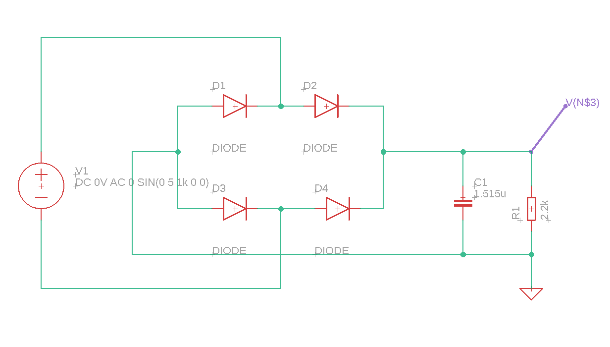 D1
D2
V(N$3)
DIODE
DIODE
V1
DC 0V AC 0 SIN(0 5 1k 0 0)
D3
D4
C1
1.515u
R1
2.2k
DIODE
DIODE